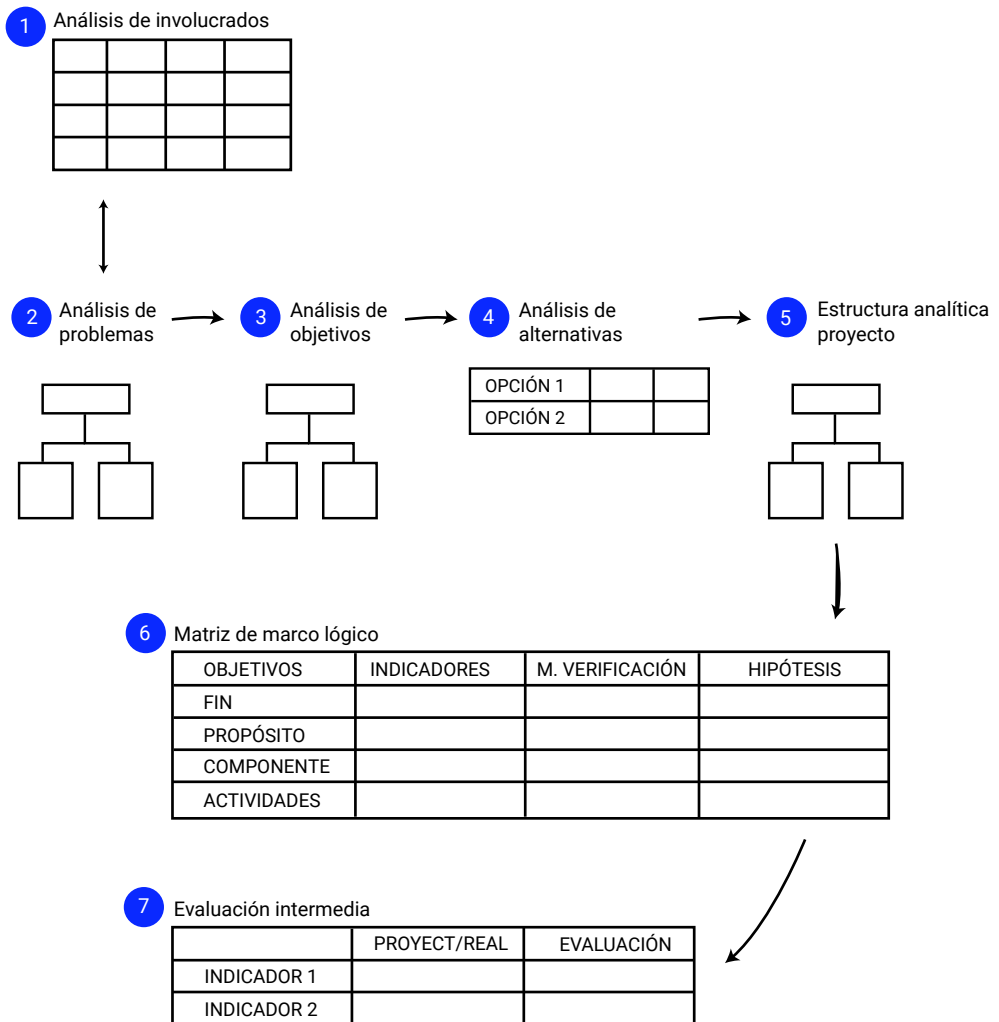 1 Análisis de involucrados
2 Análisis de
problemas
3 Análisis de
objetivos
4 Análisis de
alternativas
5 Estructura analítica
proyecto
OPCIÓN 1
OPCIÓN 2
6 Matriz de marco lógico
OBJETIVOS INDICADORES M. VERIFICACIÓN HIPÓTESIS
FIN
PROPÓSITO
COMPONENTE
ACTIVIDADES
7 Evaluación intermedia
PROYECT/REAL EVALUACIÓN
INDICADOR 1
INDICADOR 2